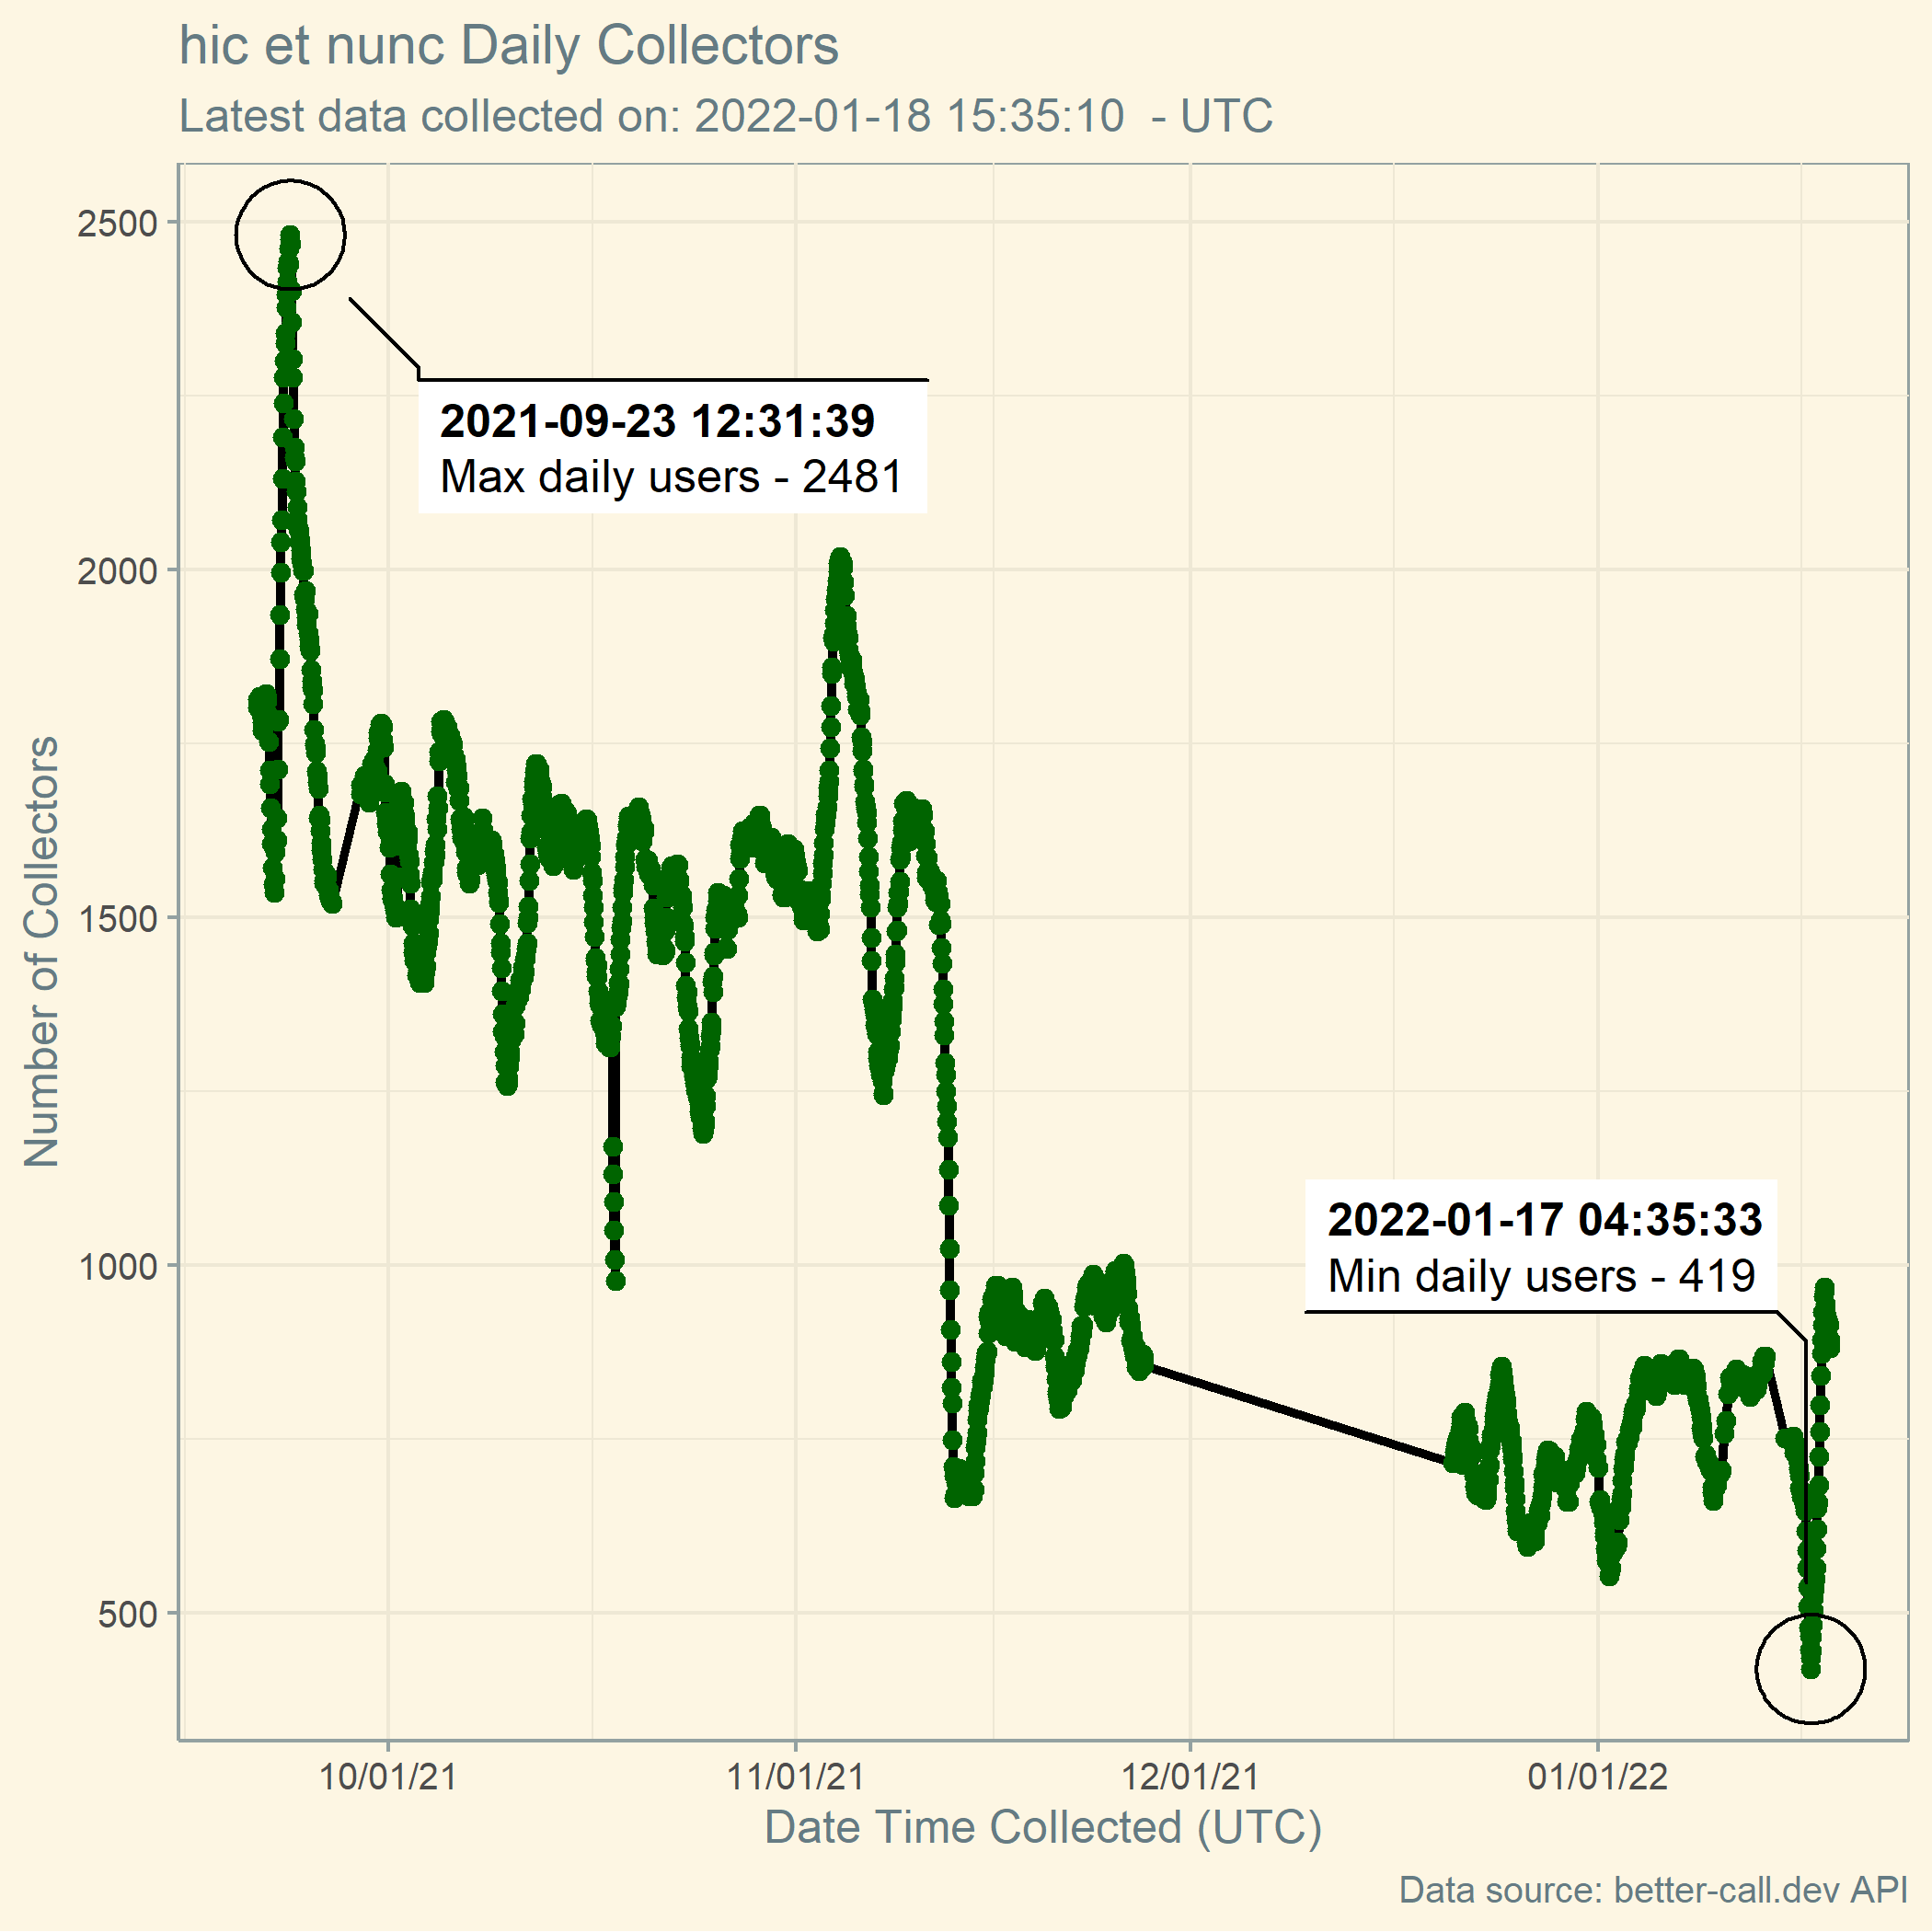 hic et nunc Daily Collectors
Latest data collected on: 2022-01-18 15:35:10  - UTC
Number of Collectors
2500
2000
1500
1000
500
2021-09-23 12:31:39
Max daily users - 2481
2022-01-17 04:35:33
Min daily users - 419
10/01/21
11/01/21
12/01/21
01/01/22
Date Time Collected (UTC)
Data source: better-call.dev API